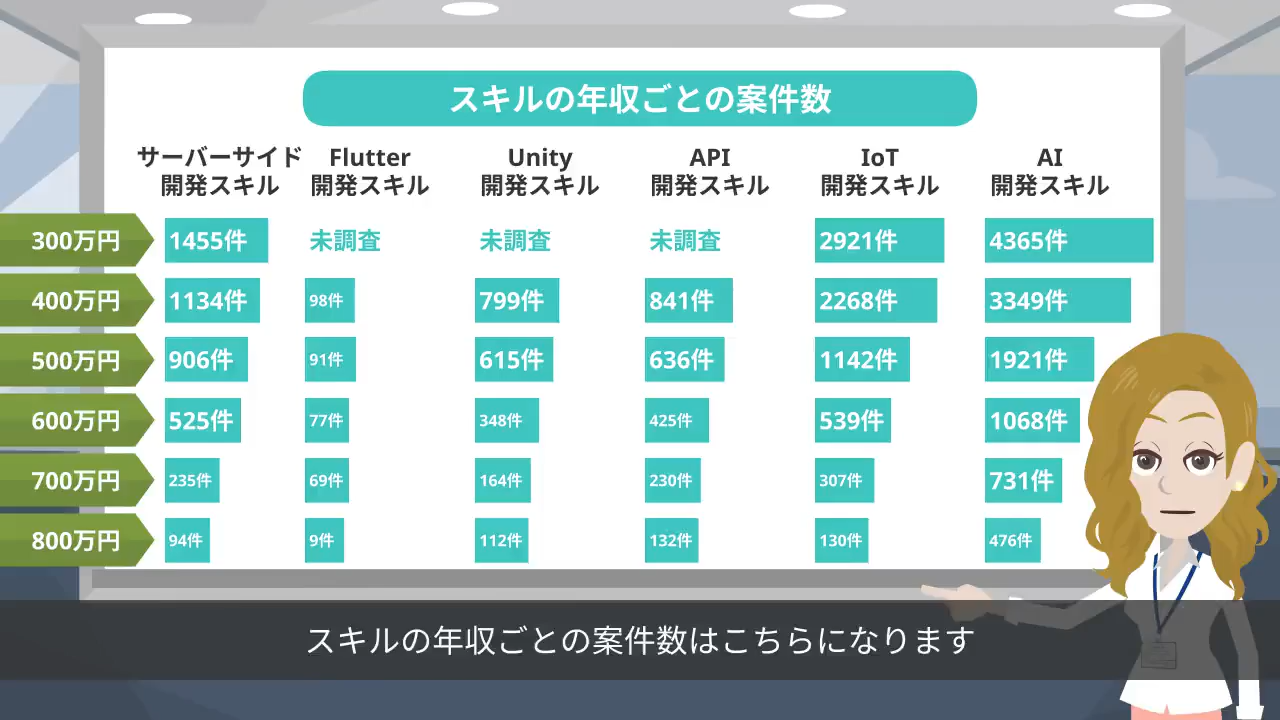 スキルの年収ごとの案件数
サーバーサイド Flutter Unity API IoT AI
開発スキル 開発スキル 開発スキル 開発スキル 開発スキル 開発スキル
300万円 1455件 未調査 未調査 未調査 2921件 4365件
400万円 1134件 98件 799件 841件 2268件 3349件
500万円 906件 91件 615件 636件 1142件 1921件
600万円 525件 77件 348件 425件 539件 1068件
700万円 235件 69件 164件 230件 307件 731件
800万円 94件 9件 112件 132件 130件 476件
スキルの年収ごとの案件数はこちらになります